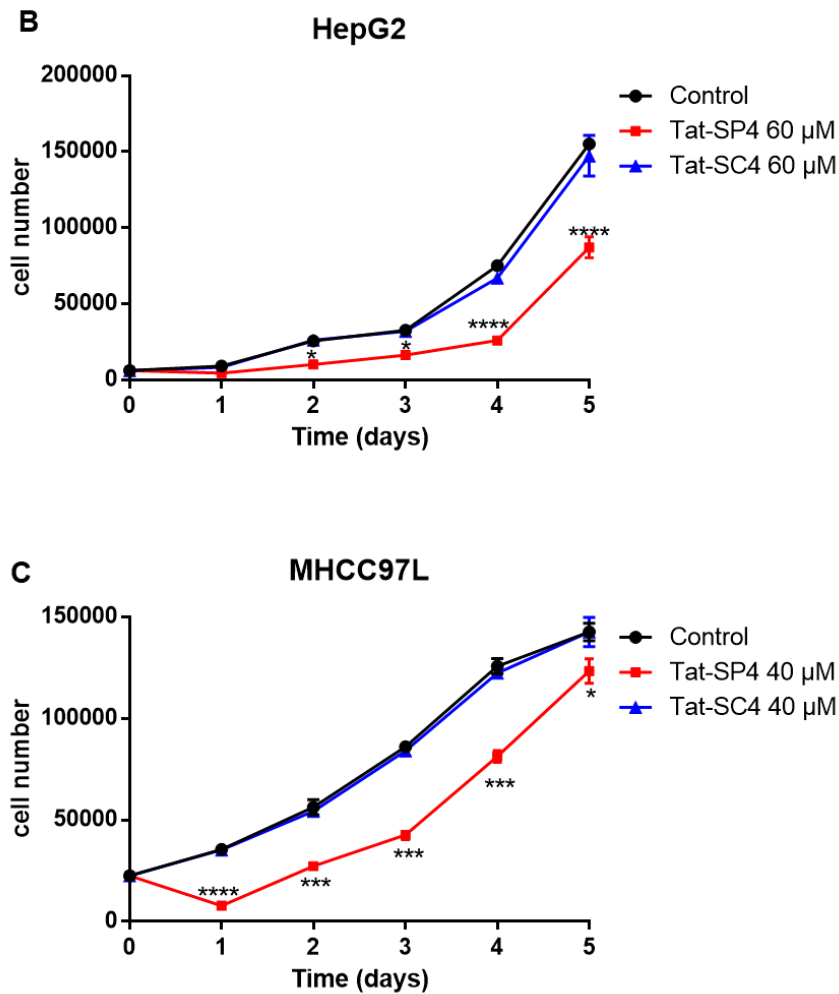 B
HepG2
200000
150000
100000
50000
0
cell number
0 1 2 3 4 5
Time (days)
Control
Tat-SP4 60 µM
Tat-SC4 60 µM
*
*
****
****
C
MHCC97L
150000
100000
50000
0
cell number
0 1 2 3 4 5
Time (days)
Control
Tat-SP4 40 µM
Tat-SC4 40 µM
****
***
***
***
*